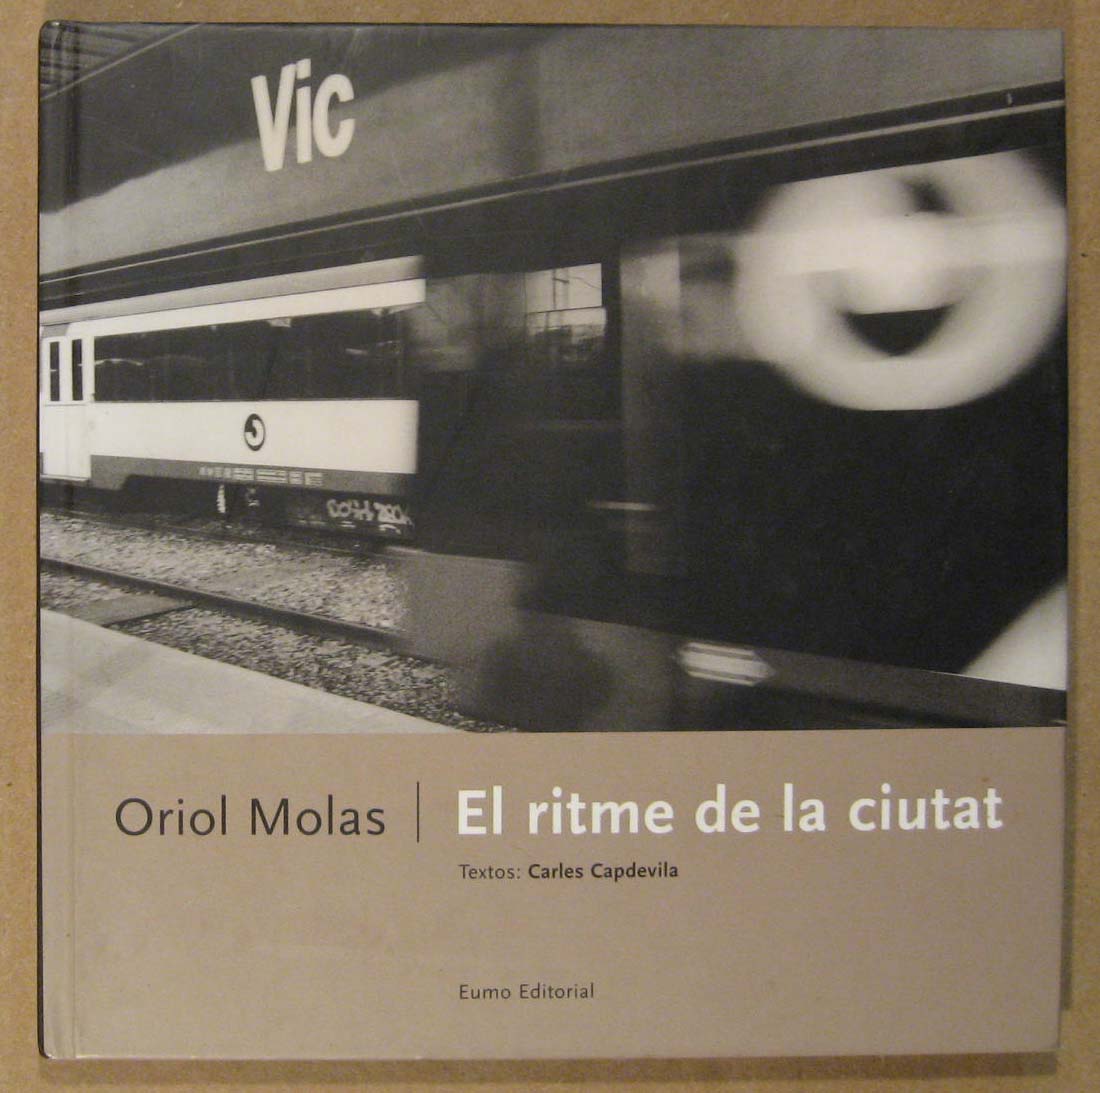 Vic
Oriol Molas | El ritme de la ciutat
Textos: Carles Capdevila
Eumo Editorial